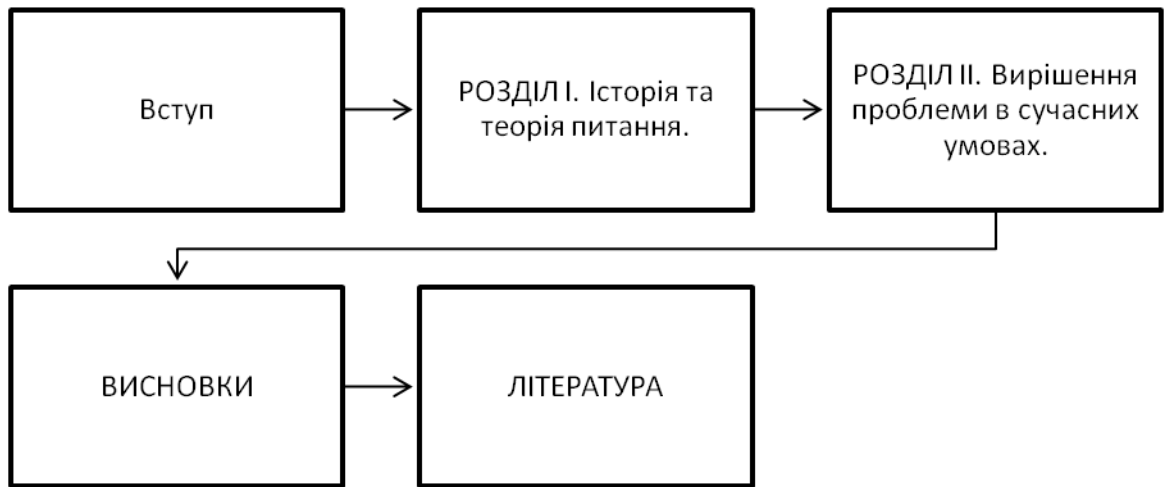 Вступ
РОЗДІЛ І. Історія та
теорія питання.
РОЗДІЛ ІІ. Вирішення
проблеми в сучасних
умовах.
ВИСНОВКИ
ЛІТЕРАТУРА